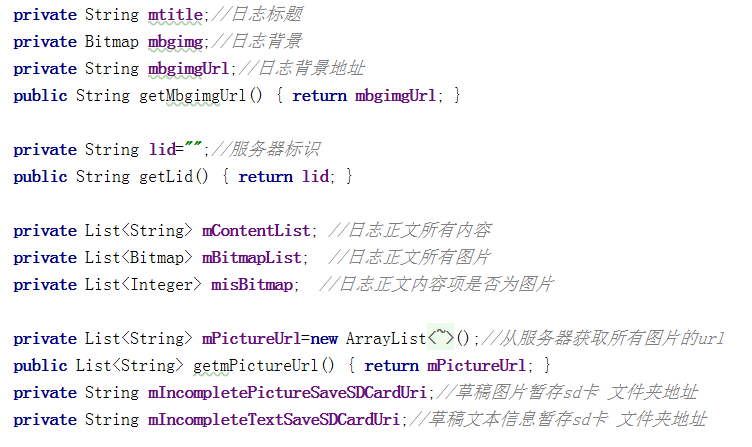 private String mtitle;//日志标题
private Bitmap mbgimg;//日志背景
private String mbgimgUrl;//日志背景地址
public String getMbgimgUrl() { return mbgimgUrl; }
private String lid="";//服务器标识
public String getLid() { return lid; }
private List<String> mContentList; //日志正文所有内容
private List<Bitmap> mBitmapList;  //日志正文所有图片
private List<Integer> misBitmap;  //日志正文内容项是否为图片
private List<String> mPictureUrl=new ArrayList<~>();//从服务器获取所有图片的url
public List<String> getmPictureUrl() { return mPictureUrl; }
private String mIncompletePictureSaveSDCardUri;//草稿图片暂存sd卡 文件夹地址
private String mIncompleteTextSaveSDCardUri;//草稿文本信息暂存sd卡 文件夹地址